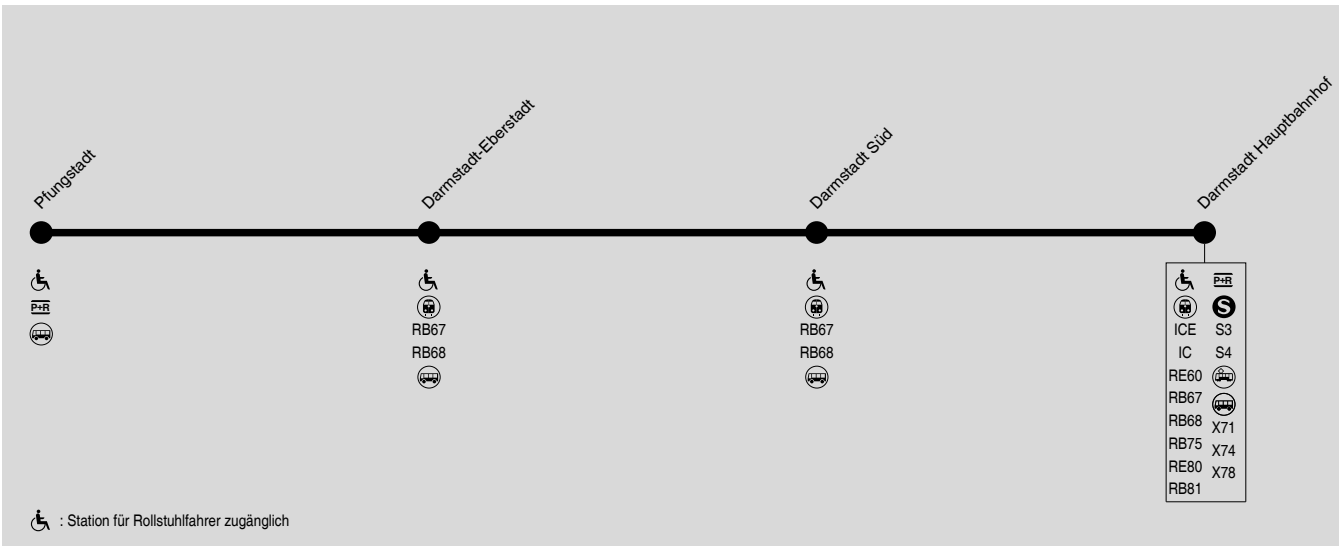 Pfungstadt
Darmstadt-Eberstadt
Darmstadt Süd
Darmstadt Hauptbahnhof
P+R
RB67
RB68
RB67
RB68
P+R
S
ICE S3
IC S4
RE60
RB67
RB68 X71
RB75 X74
RE80 X78
RB81
: Station für Rollstuhlfahrer zugänglich